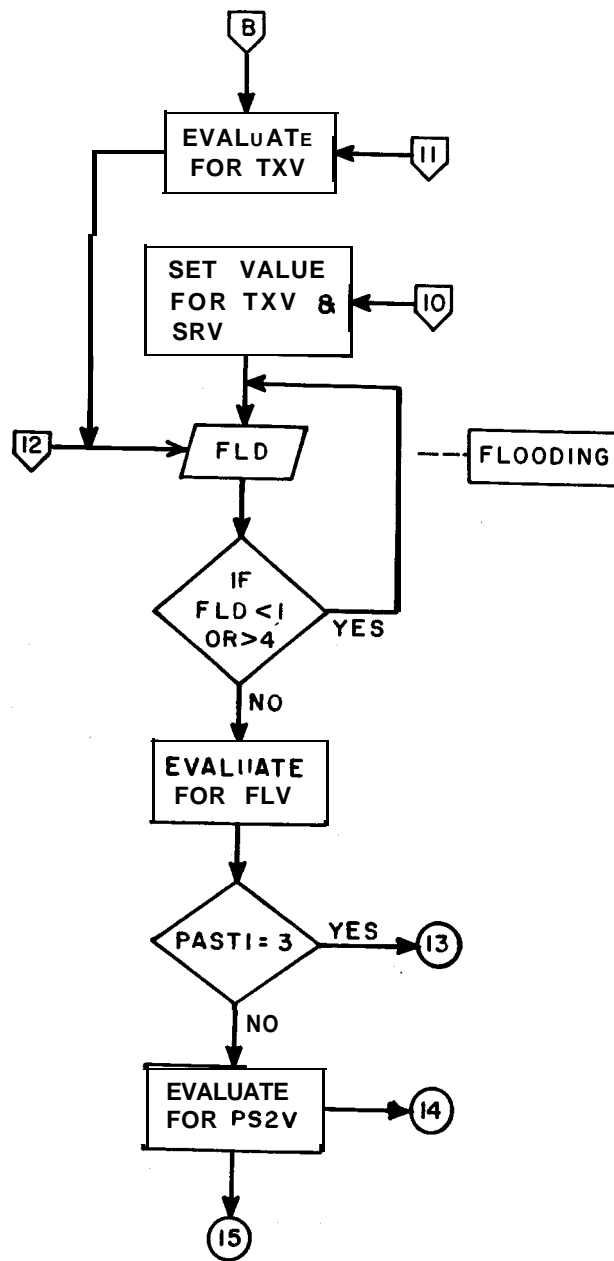 B
EVALUATE
FOR TXV
11
SET VALUE
FOR TXV &
SRV
10
12
FLD
FLOODING
IF
FLD <1
OR>4
YES
NO
EVALUATE
FOR FLV
PAST1 = 3
YES
13
NO
EVALUATE
FOR PS2V
14
15